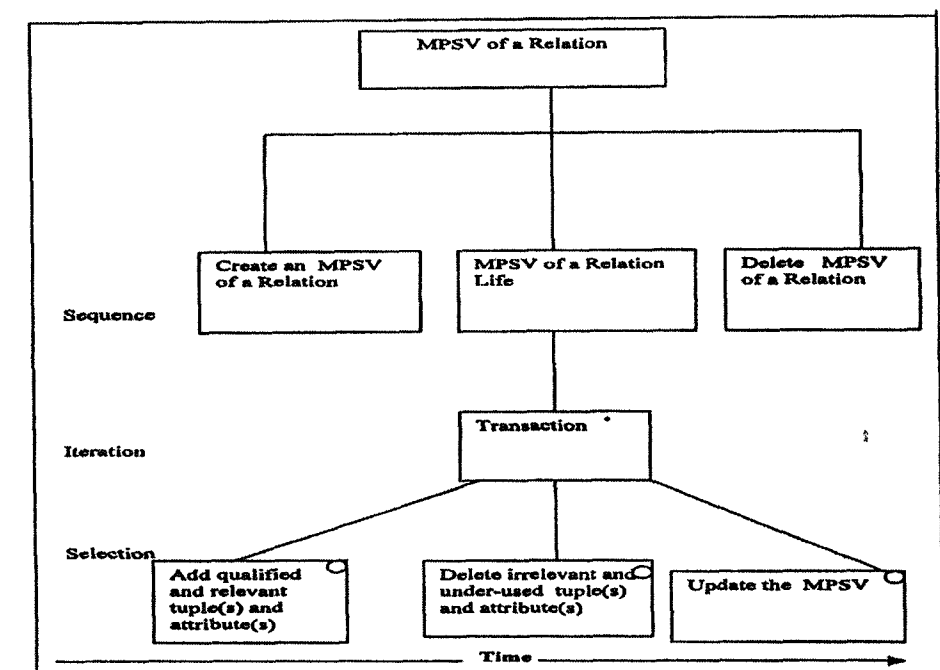 MPSV of a Relation
Create an MPSV
of a Relation
MPSV of a Relation
Life
Delete MPSV
of a Relation
Sequence
Transaction *
Iteration
Selection
Add qualified
and relevant
tuple(s) and
attribute(s)
Delete irrelevant and
under-used tuple(s)
and attribute(s)
Update the MPSV
Time